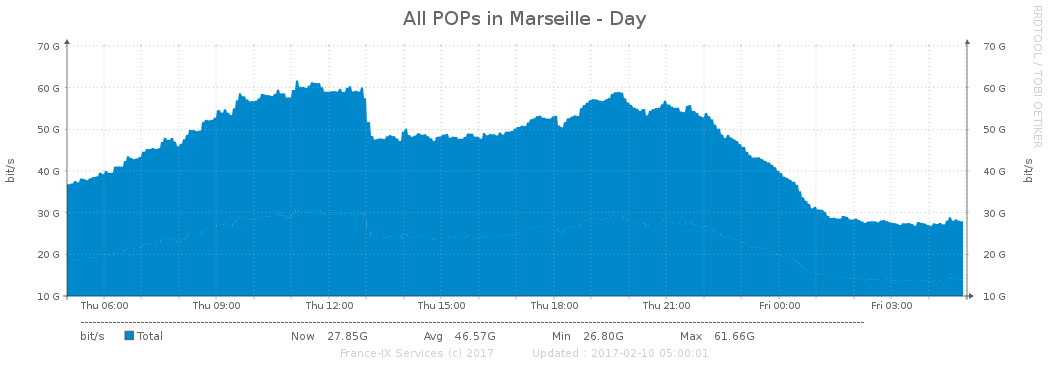 All POPs in Marseille - Day
RRDTOOL / TOBI OETIKER
70 G 70 G
60 G 60 G
50 G 50 G
40 G 40 G
30 G 30 G
20 G 20 G
10 G 10 G
bit/s bit/s
Thu 06:00 Thu 09:00 Thu 12:00 Thu 15:00 Thu 18:00 Thu 21:00 Fri 00:00 Fri 03:00
bit/s Total Now 27.85G Avg 46.57G Min 26.80G Max 61.66G
France-IX Services (c) 2017 Updated : 2017-02-10 05:00:01